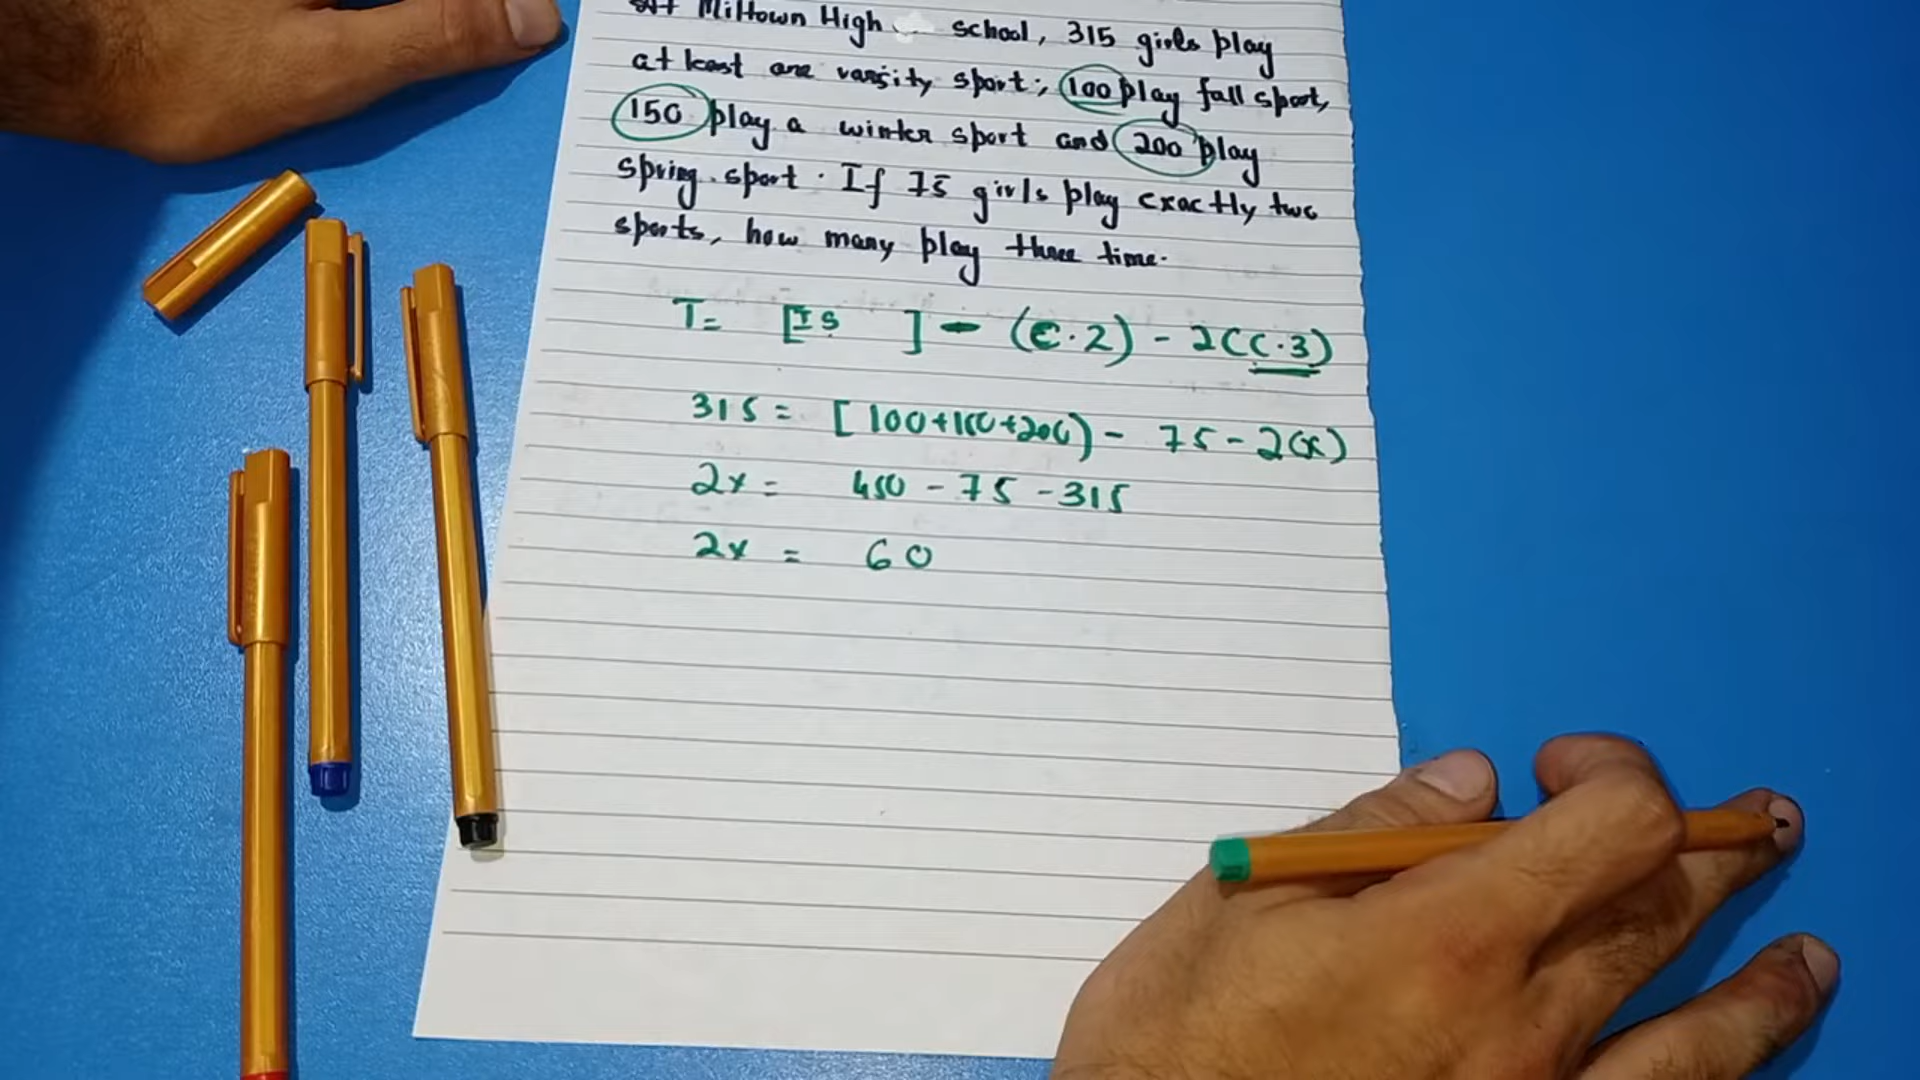 At Miltown High school, 315 girls play
at least one varsity sport; 100 play fall sport,
150 play a winter sport and 200 play
spring sport. If 75 girls play exactly two
sports, how many play three time.
T= [IS ] - (C.2) - 2(C.3)
315 = [100+150+200) - 75-2(x)
2x = 450 - 75 - 315
2x = 60